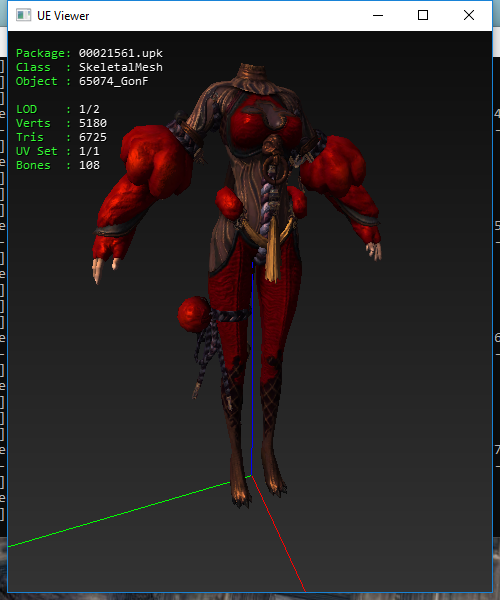 UE Viewer
Package: 00021561.upk
Class : SkeletalMesh
Object : 65074_GonF
LOD : 1/2
Verts : 5180
Tris : 6725
UV Set : 1/1
Bones : 108